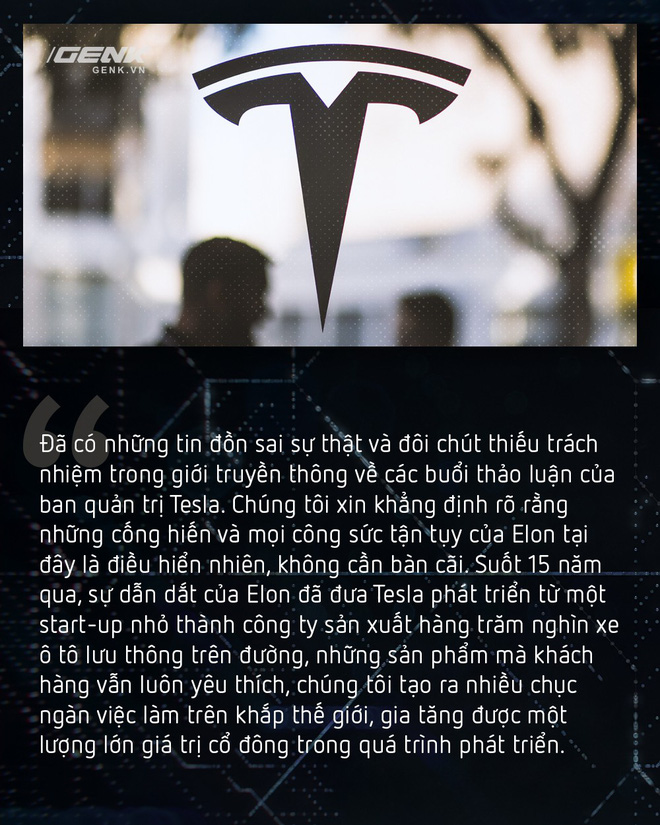 GENK
GENK.VN
Đã có những tin đồn sai sự thật và đôi chút thiếu trách
nhiệm trong giới truyền thông về các buổi thảo luận của
ban quản trị Tesla. Chúng tôi xin khẳng định rõ rằng
những cống hiến và mọi công sức tận tụy của Elon tại
đây là điều hiển nhiên, không cần bàn cãi. Suốt 15 năm
qua, sự dẫn dắt của Elon đã đưa Tesla phát triển từ một
start-up nhỏ thành công ty sản xuất hàng trăm nghìn xe
ô tô lưu thông trên đường, những sản phẩm mà khách
hàng vẫn luôn yêu thích, chúng tôi tạo ra nhiều chục
ngàn việc làm trên khắp thế giới, gia tăng được một
lượng lớn giá trị cổ đông trong quá trình phát triển.